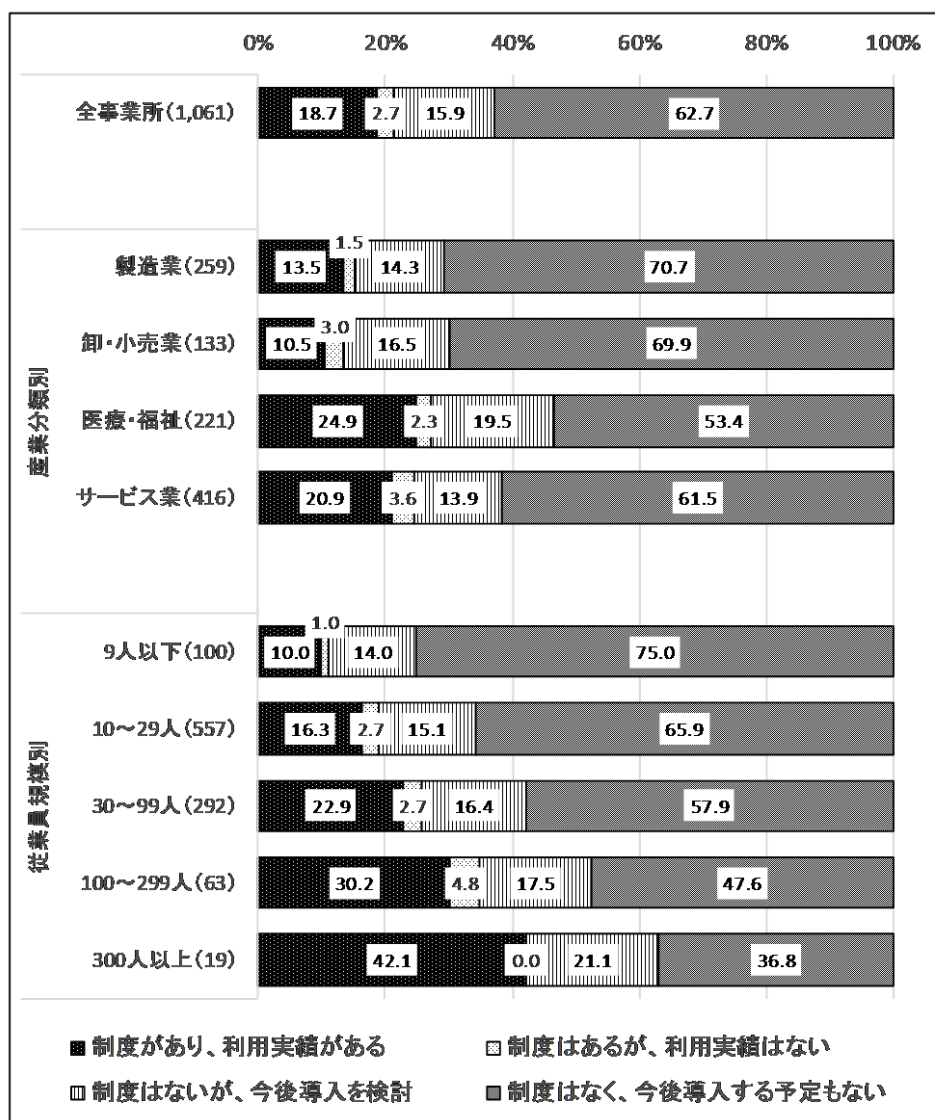 0% 20% 40% 60% 80% 100%
全事業所(1,061) 18.7 2.7 15.9 62.7
産業分類別
製造業(259) 13.5 1.5 14.3 70.7
卸・小売業(133) 10.5 3.0 16.5 69.9
医療・福祉(221) 24.9 2.3 19.5 53.4
サービス業(416) 20.9 3.6 13.9 61.5
従業員規模別
9人以下(100) 10.0 1.0 14.0 75.0
10～29人(557) 16.3 2.7 15.1 65.9
30～99人(292) 22.9 2.7 16.4 57.9
100～299人(63) 30.2 4.8 17.5 47.6
300人以上(19) 42.1 0.0 21.1 36.8
制度があり、利用実績がある 制度はあるが、利用実績はない
制度はないが、今後導入を検討 制度はなく、今後導入する予定もない